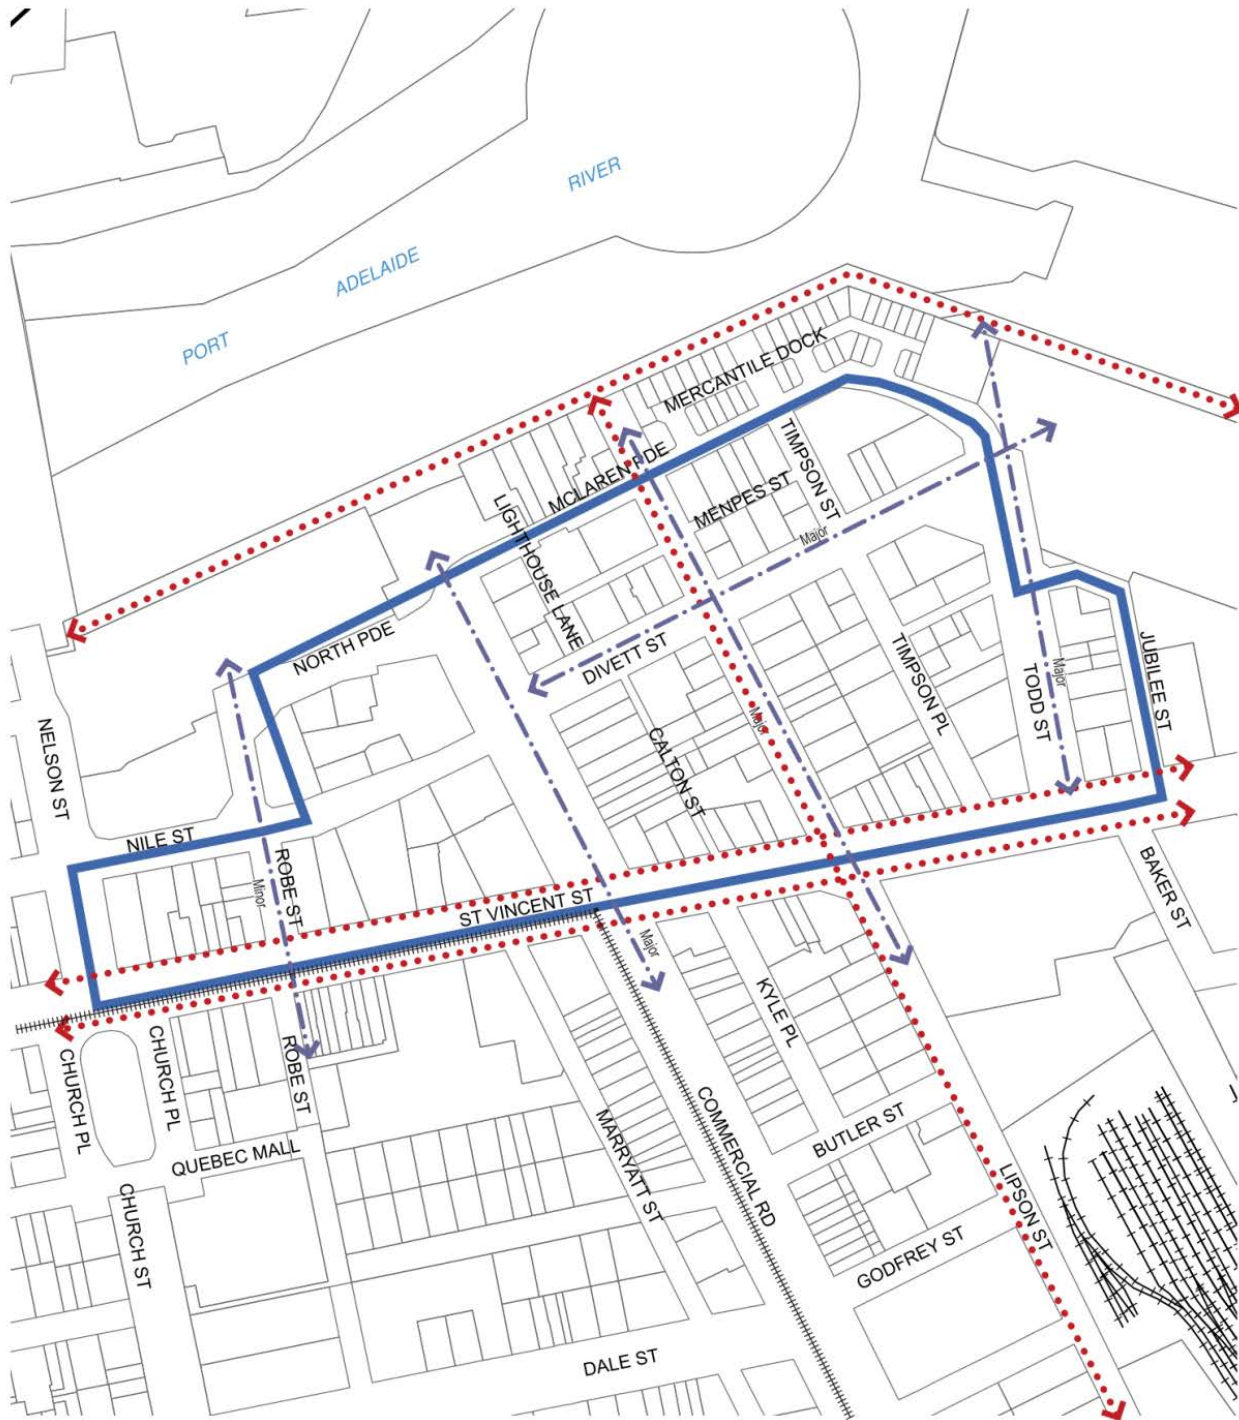 RIVER
ADELAIDE
PORT
MERCANTILE DOCK
MCLAREN PDE
TIMPSON ST
MENPES ST
LIGHTHOUSE LANE
Major
NORTH PDE
DIVETT ST
TIMPSON PL
JUBILEE ST
Major
TODD ST
NELSON ST
CALTON ST
Major
NILE ST
ROBE ST
Minor
ST VINCENT ST
BAKER ST
Major
KYLE PL
CHURCH PL
CHURCH PL
ROBE ST
COMMERCIAL RD
MARRYATT ST
BUTLER ST
QUEBEC MALL
LIPSON ST
CHURCH ST
GODFREY ST
DALE ST